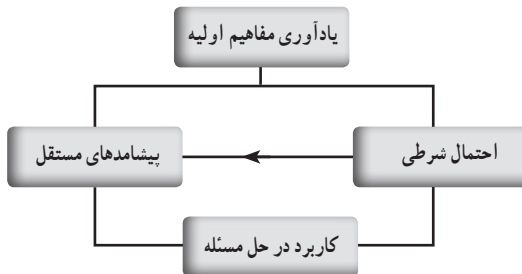 یادآوری مفاهیم اولیه
احتمال شرطی
پیشامدهای مستقل
کاربرد در حل مسئله